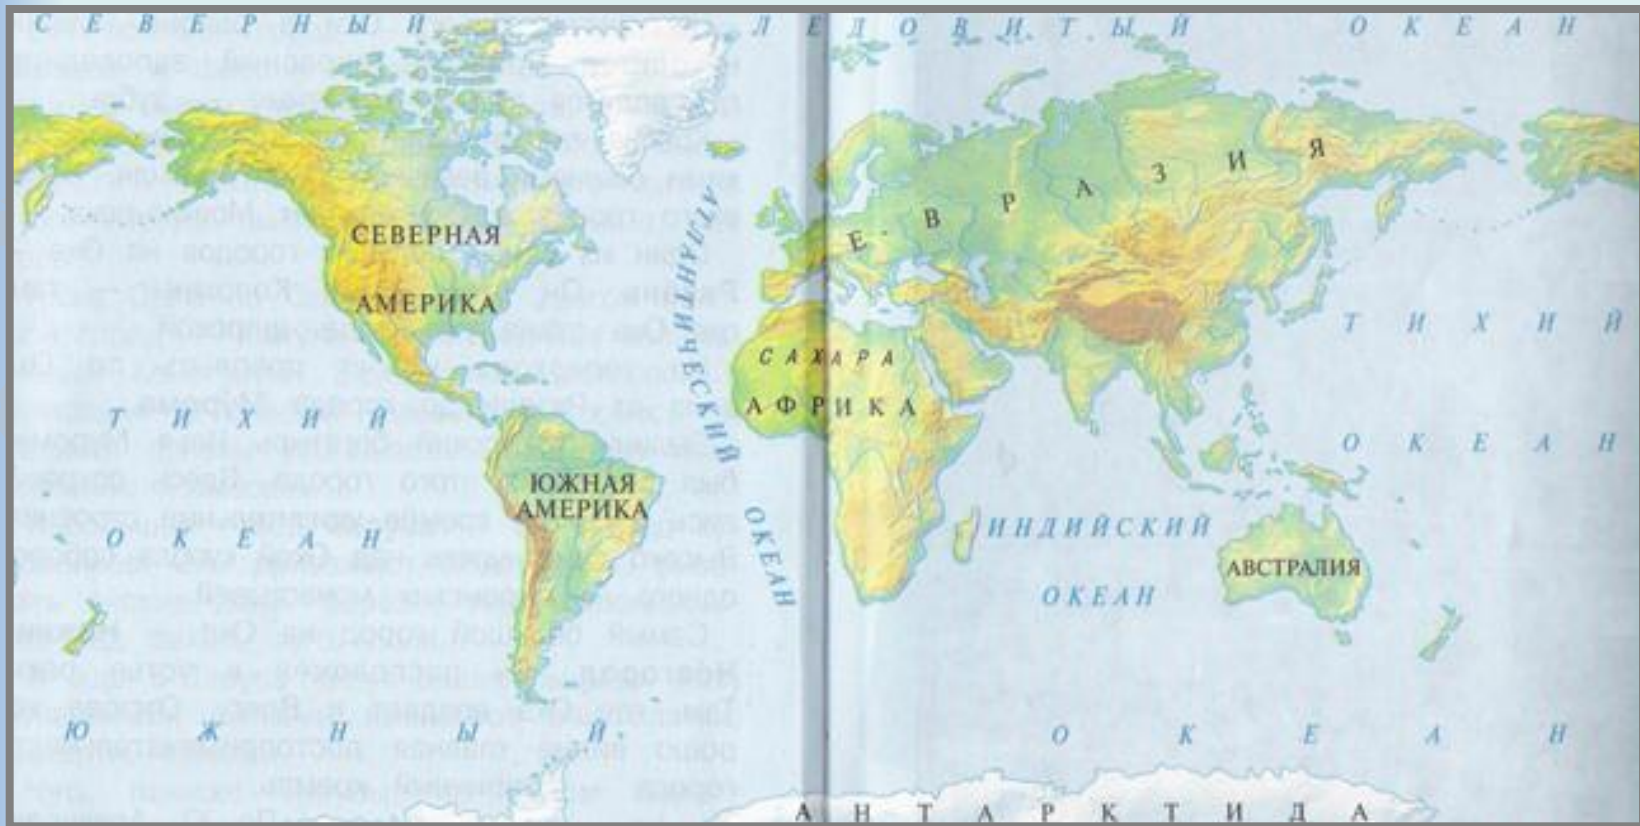 СЕВЕРНЫЙ ЛЕДОВИТЫЙ ОКЕАН
СЕВЕРНАЯ
АМЕРИКА
ЕВРАЗИЯ
АТЛАНТИЧЕСКИЙ
ОКЕАН
САХАРА
АФРИКА
ТИХИЙ
ОКЕАН
ТИХИЙ
ОКЕАН
ЮЖНАЯ
АМЕРИКА
ИНДИЙСКИЙ
ОКЕАН
АВСТРАЛИЯ
ЮЖНЫЙ ОКЕАН
АНТАРКТИДА